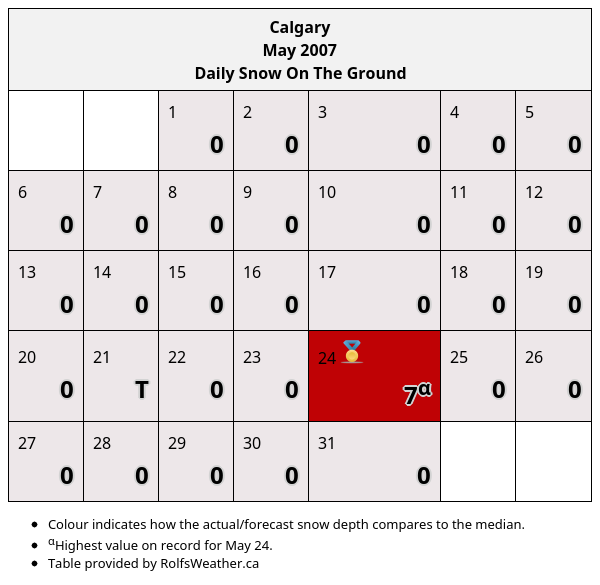 Calgary
May 2007
Daily Snow On The Ground
1 2 3 4 5
0 0 0 0 0
6 7 8 9 10 11 12
0 0 0 0 0 0 0
13 14 15 16 17 18 19
0 0 0 0 0 0 0
20 21 22 23 24 25 26
0 T 0 0 7α 0 0
27 28 29 30 31
0 0 0 0 0
Colour indicates how the actual/forecast snow depth compares to the median.
αHighest value on record for May 24.
Table provided by RolfsWeather.ca